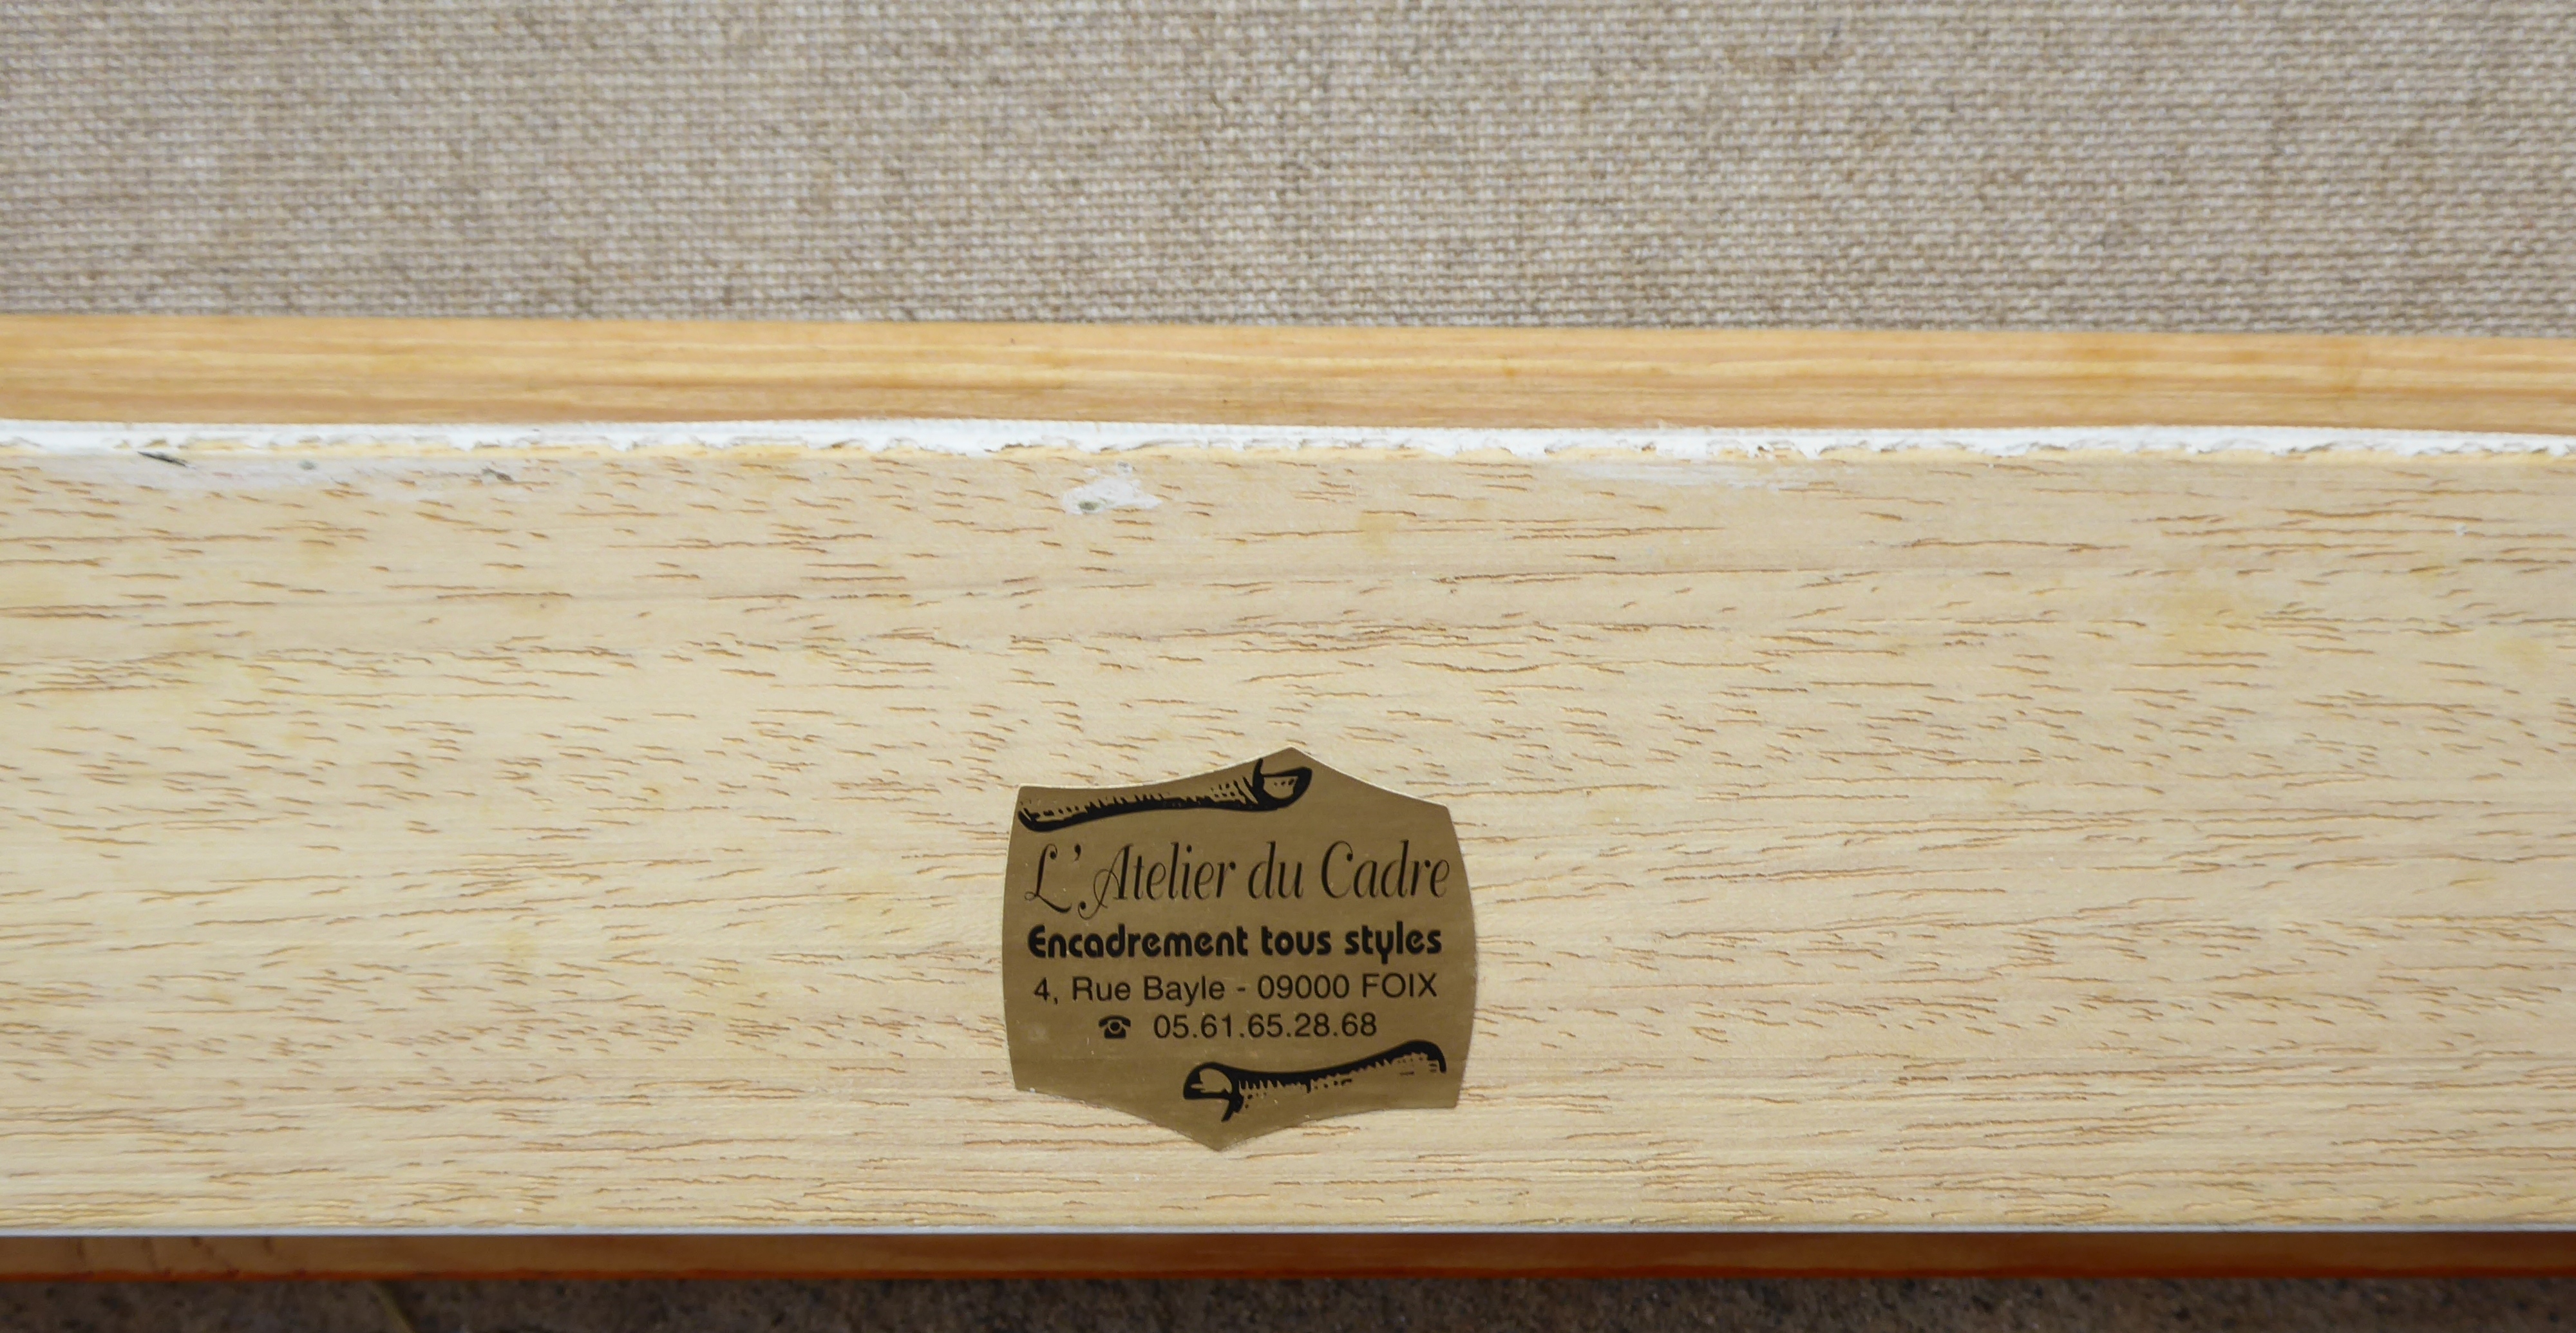 L'Atelier du Cadre
Encadrement tous styles
4, Rue Bayle - 09000 FOIX
☎ 05.61.65.28.68